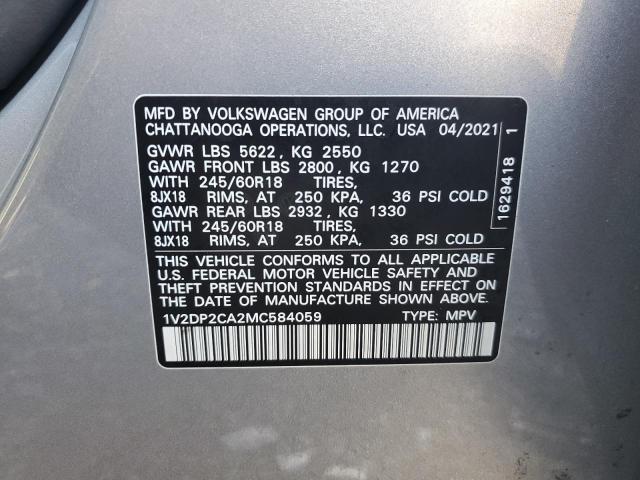 MFD BY VOLKSWAGEN GROUP OF AMERICA
CHATTANOOGA OPERATIONS, LLC. USA 04/2021
GVWR LBS 5622, KG 2550
GAWR FRONT LBS 2800, KG 1270
WITH 245/60R18 TIRES,
8JX18 RIMS, AT 250 KPA, 36 PSI COLD
GAWR REAR LBS 2932, KG 1330
WITH 245/60R18 TIRES,
8JX18 RIMS, AT 250 KPA, 36 PSI COLD
THIS VEHICLE CONFORMS TO ALL APPLICABLE
U.S. FEDERAL MOTOR VEHICLE SAFETY AND
THEFT PREVENTION STANDARDS IN EFFECT ON
THE DATE OF MANUFACTURE SHOWN ABOVE.
1V2DP2CA2MC584059 TYPE: MPV
1629418 1